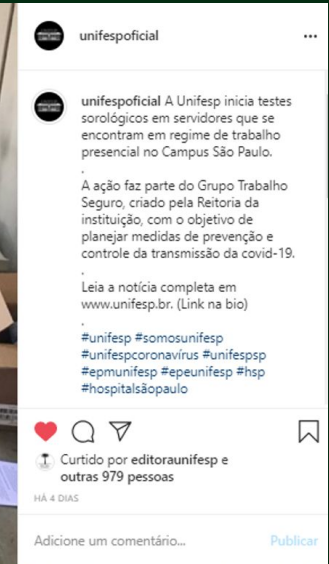 unifespoficial
unifespoficial A Unifesp inicia testes
sorológicos em servidores que se
encontram em regime de trabalho
presencial no Campus São Paulo.
.
A ação faz parte do Grupo Trabalho
Seguro, criado pela Reitoria da
instituição, com o objetivo de
planejar medidas de prevenção e
controle da transmissão da covid-19.
.
Leia a notícia completa em
www.unifesp.br. (Link na bio)
.
#unifesp #somosunifesp
#unifespcoronavírus #unifespsp
#epmunifesp #epeunifesp #hsp
#hospitalsãopaulo
Curtido por editoraunifesp e
outras 979 pessoas
HÁ 4 DIAS
Adicione um comentário... Publicar